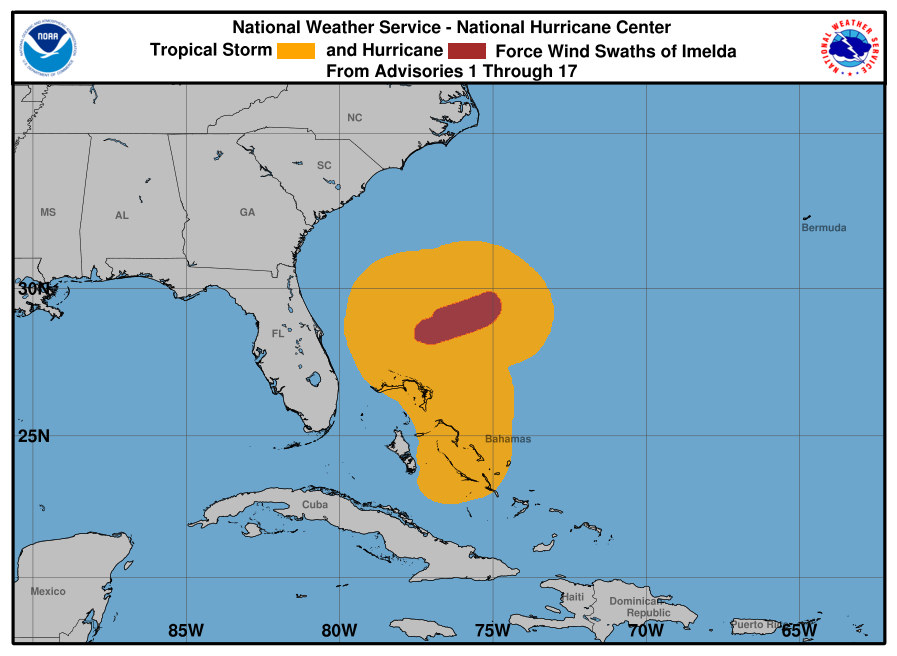 National Weather Service - National Hurricane Center
Tropical Storm and Hurricane Force Wind Swaths of Imelda
From Advisories 1 Through 17
NOAA
NATIONAL WEATHER SERVICE
NC
SC
MS
AL
GA
Bermuda
30N
FL
25N
Bahamas
Cuba
Mexico
Haiti
Dominican
Republic
85W
80W
75W
70W
65W